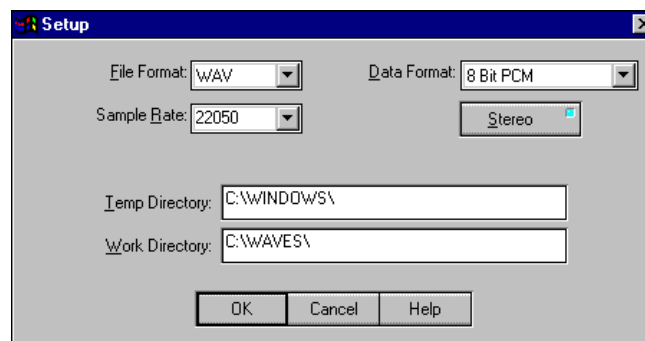 Setup
File Format: WAV
Data Format: 8 Bit PCM
Sample Rate: 22050
Stereo
Temp Directory: C:\WINDOWS\
Work Directory: C:\WAVES\
OK Cancel Help